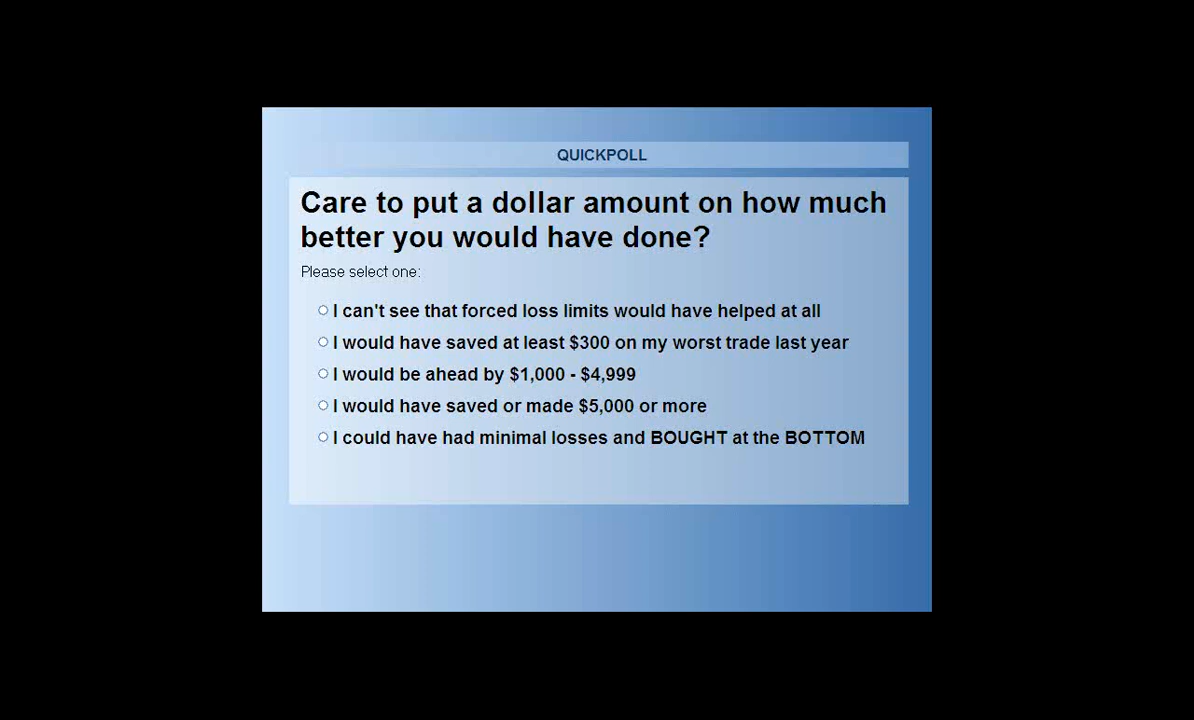 QUICKPOLL
Care to put a dollar amount on how much
better you would have done?
Please select one:
I can't see that forced loss limits would have helped at all
I would have saved at least $300 on my worst trade last year
I would be ahead by $1,000 - $4,999
I would have saved or made $5,000 or more
I could have had minimal losses and BOUGHT at the BOTTOM